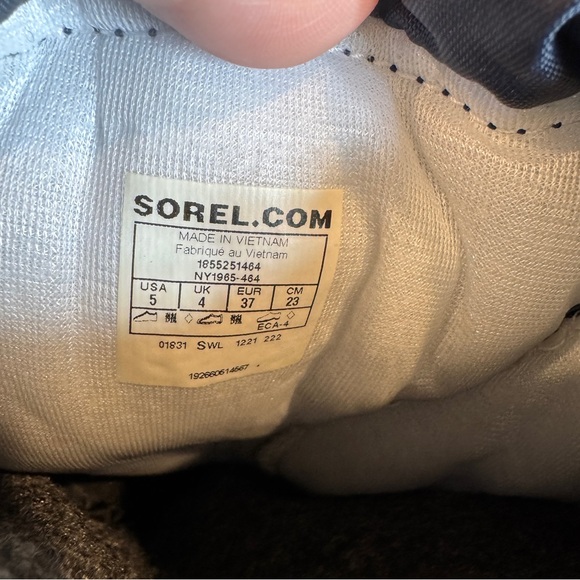 SOREL.COM
MADE IN VIETNAM
Fabriqué au Vietnam
1855251464
NY1965-464
USA UK EUR CM
5 4 37 23
ECA-4
01831 SWL 1221 222
192660614667